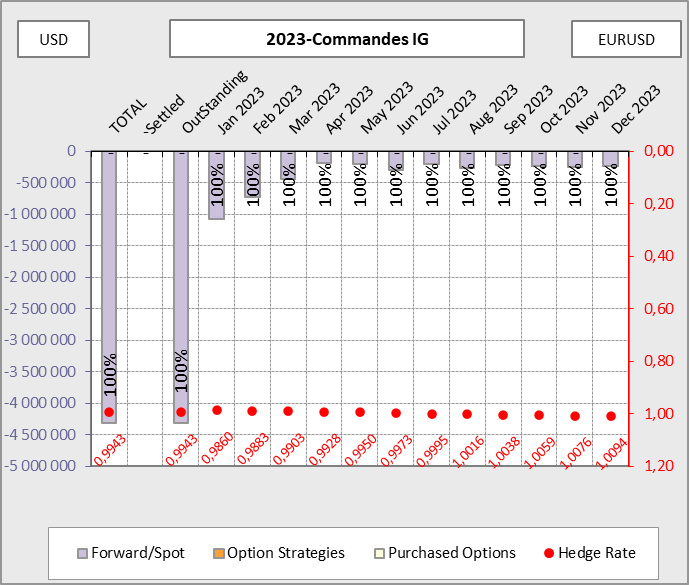 USD
2023-Commandes IG
EURUSD
TOTAL
-Settled
OutStanding
Jan 2023
Feb 2023
Mar 2023
Apr 2023
May 2023
Jun 2023
Jul 2023
Aug 2023
Sep 2023
Oct 2023
Nov 2023
Dec 2023
0
-500 000
-1 000 000
-1 500 000
-2 000 000
-2 500 000
-3 000 000
-3 500 000
-4 000 000
-4 500 000
-5 000 000
100%
100%
100%
100%
100%
100%
100%
100%
100%
100%
100%
100%
100%
100%
0,9943
0,9943
0,9860
0,9883
0,9903
0,9928
0,9950
0,9973
0,9995
1,0016
1,0038
1,0059
1,0076
1,0094
0,00
0,20
0,40
0,60
0,80
1,00
1,20
Forward/Spot Option Strategies Purchased Options Hedge Rate